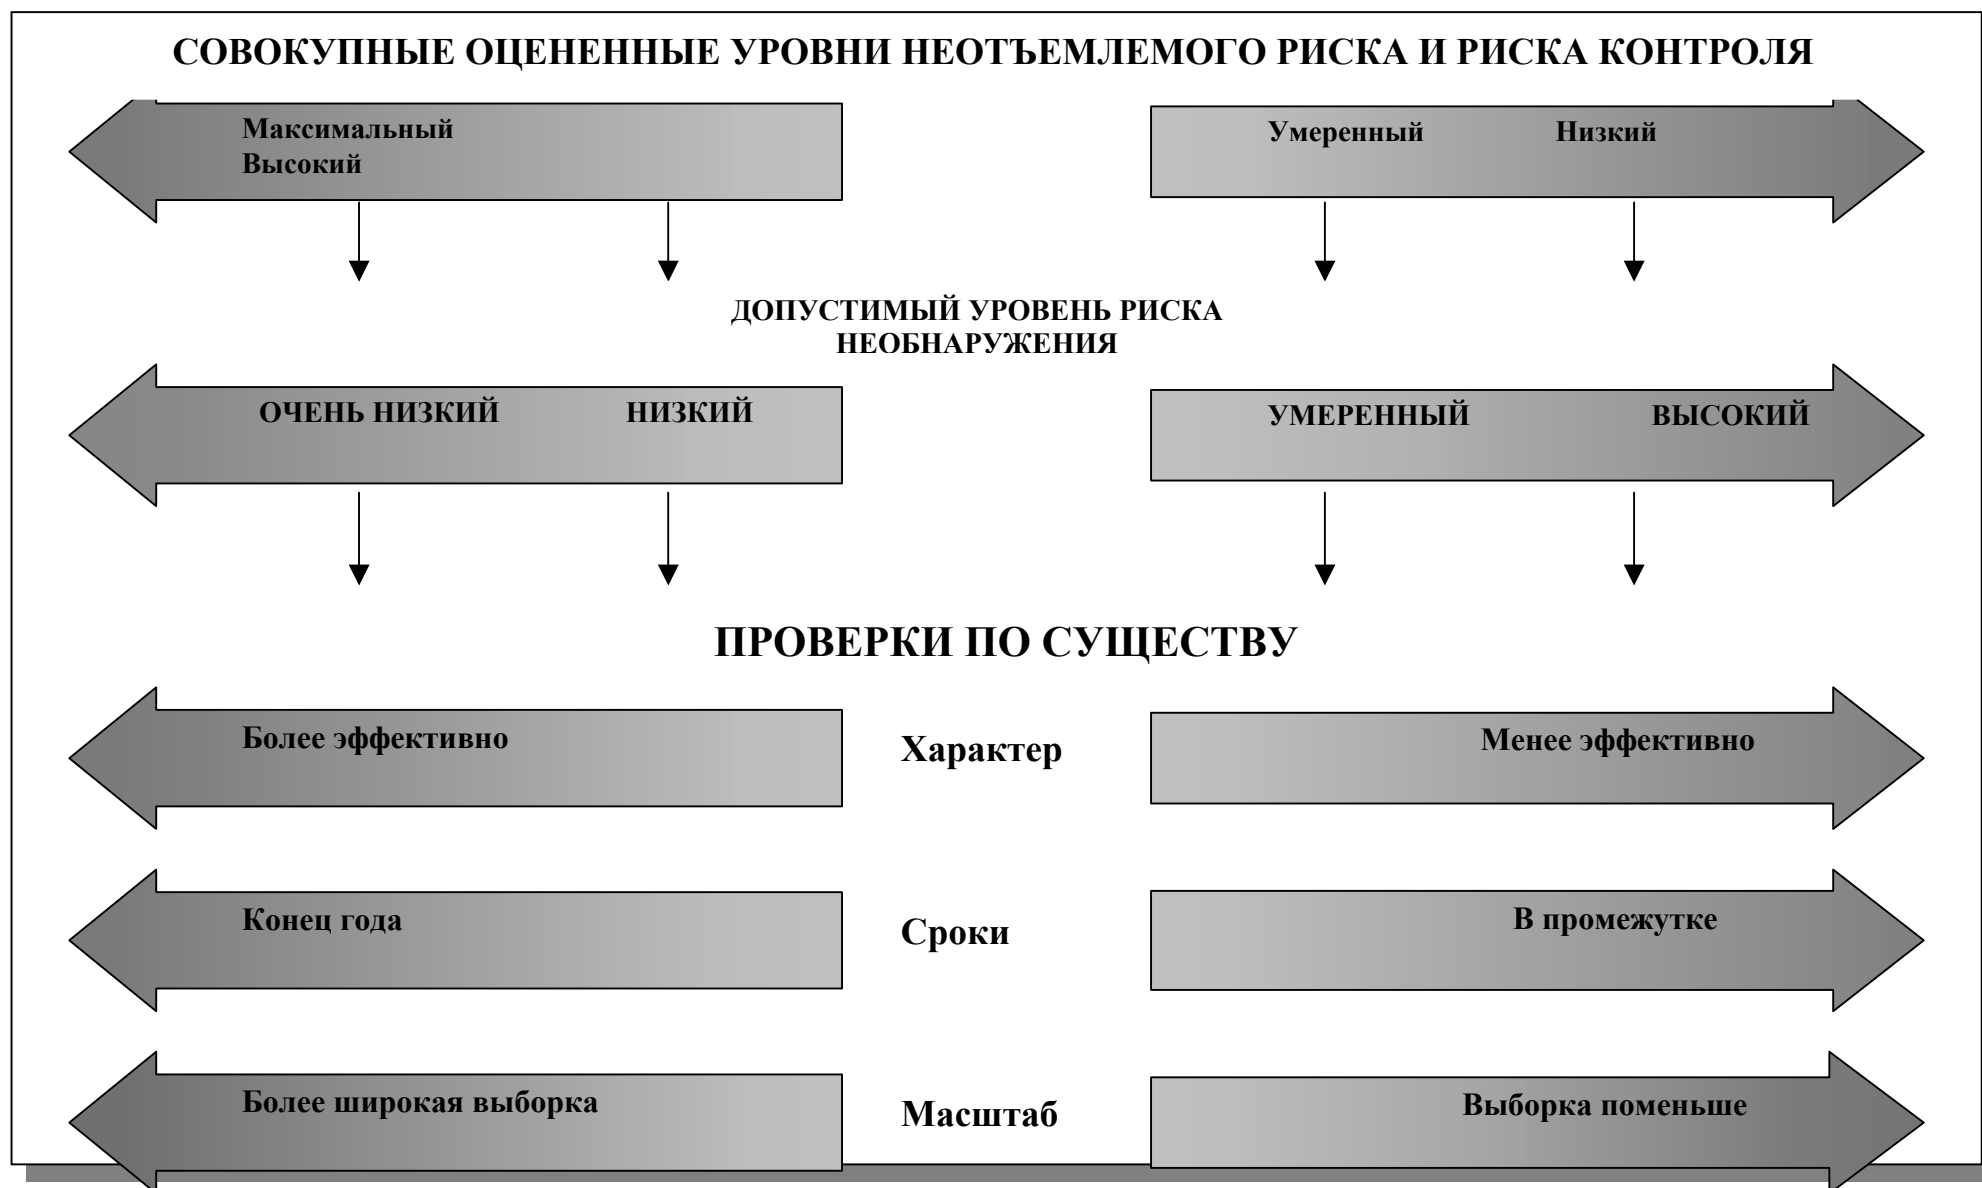 СОВОКУПНЫЕ ОЦЕНЕННЫЕ УРОВНИ НЕОТЪЕМЛЕМОГО РИСКА И РИСКА КОНТРОЛЯ
Максимальный
Высокий
Умеренный Низкий
ДОПУСТИМЫЙ УРОВЕНЬ РИСКА
НЕОБНАРУЖЕНИЯ
ОЧЕНЬ НИЗКИЙ НИЗКИЙ
УМЕРЕННЫЙ ВЫСОКИЙ
ПРОВЕРКИ ПО СУЩЕСТВУ
Более эффективно
Характер
Менее эффективно
Конец года
Сроки
В промежутке
Более широкая выборка
Масштаб
Выборка поменьше